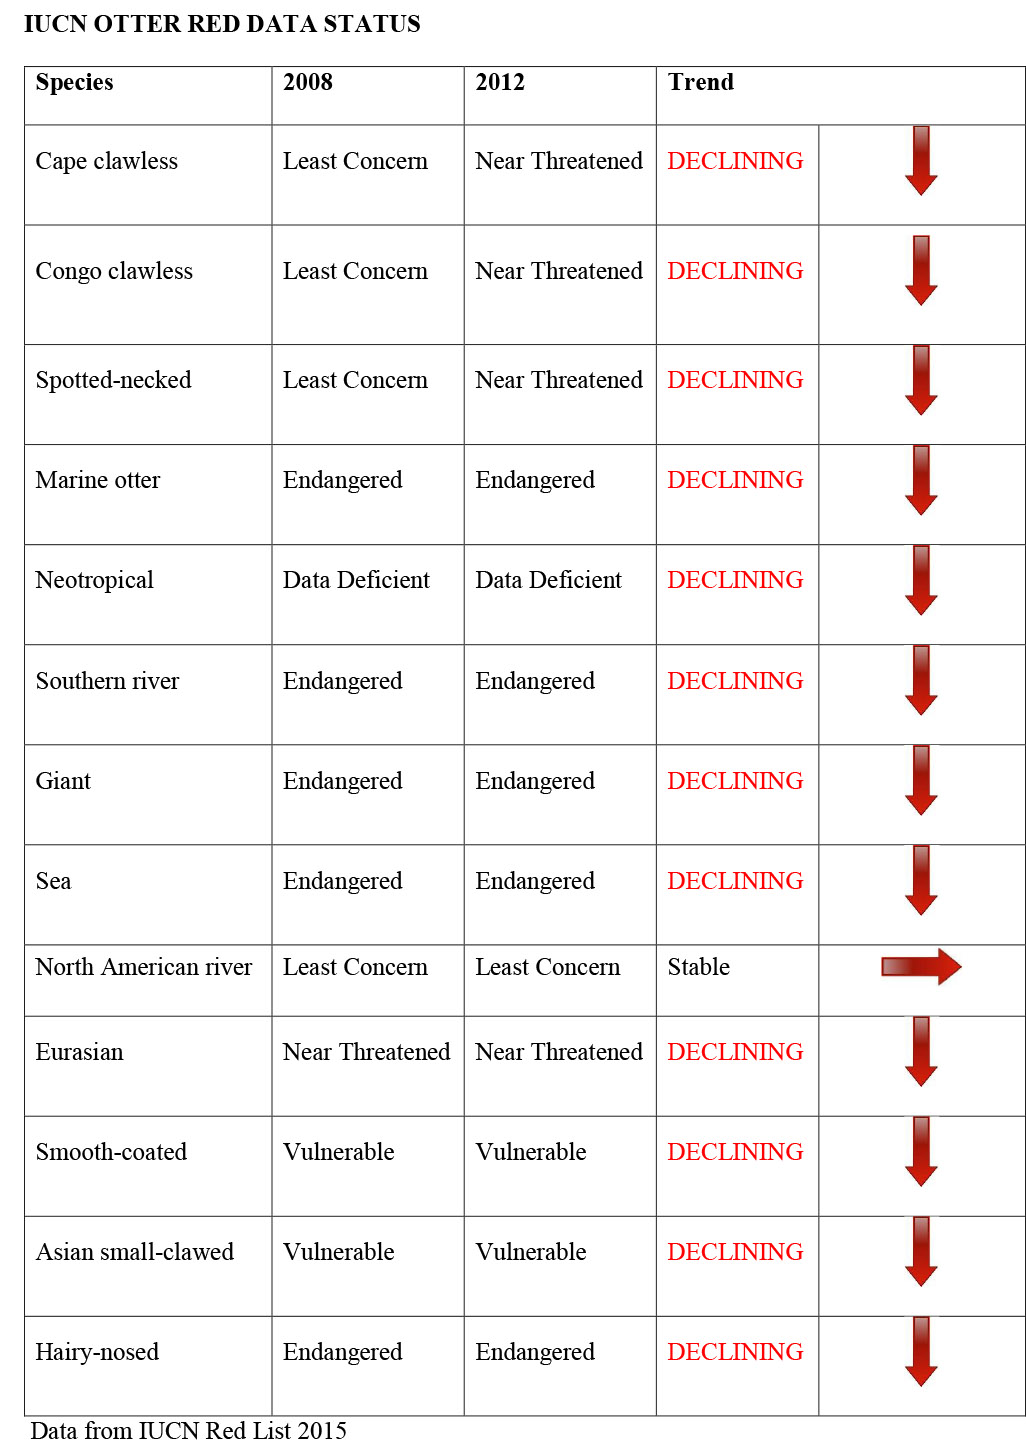 IUCN OTTER RED DATA STATUS
Species 2008 2012 Trend
Cape clawless Least Concern Near Threatened DECLINING
Congo clawless Least Concern Near Threatened DECLINING
Spotted-necked Least Concern Near Threatened DECLINING
Marine otter Endangered Endangered DECLINING
Neotropical Data Deficient Data Deficient DECLINING
Southern river Endangered Endangered DECLINING
Giant Endangered Endangered DECLINING
Sea Endangered Endangered DECLINING
North American river Least Concern Least Concern Stable
Eurasian Near Threatened Near Threatened DECLINING
Smooth-coated Vulnerable Vulnerable DECLINING
Asian small-clawed Vulnerable Vulnerable DECLINING
Hairy-nosed Endangered Endangered DECLINING
Data from IUCN Red List 2015